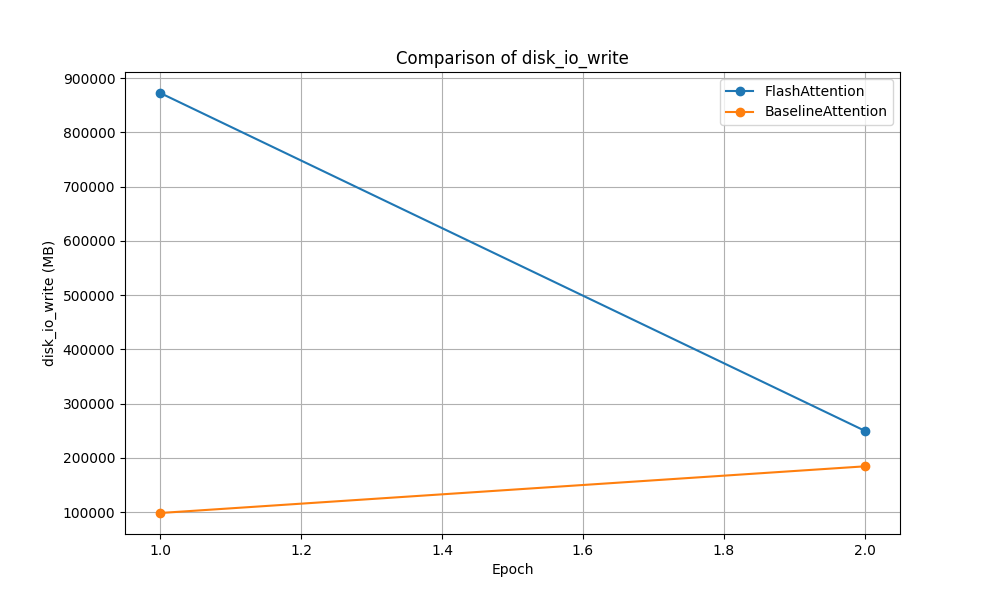 Comparison of disk_io_write
FlashAttention
BaselineAttention
disk_io_write (MB)
900000
800000
700000
600000
500000
400000
300000
200000
100000
1.0 1.2 1.4 1.6 1.8 2.0
Epoch